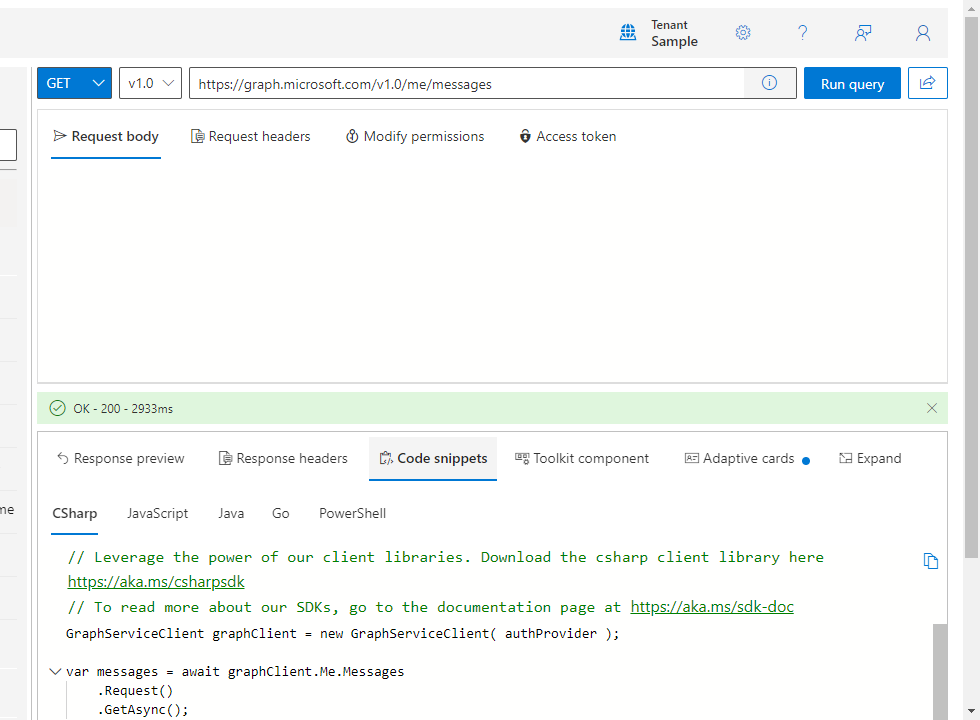 Tenant
Sample
GET v1.0 https://graph.microsoft.com/v1.0/me/messages Run query
Request body Request headers Modify permissions Access token
OK - 200 - 2933ms
Response preview Response headers Code snippets Toolkit component Adaptive cards Expand
me
CSharp JavaScript Java Go PowerShell
// Leverage the power of our client libraries. Download the csharp client library here
https://aka.ms/csharpsdk
// To read more about our SDKs, go to the documentation page at https://aka.ms/sdk-doc
GraphServiceClient graphClient = new GraphServiceClient( authProvider );
var messages = await graphClient.Me.Messages
.Request()
.GetAsync();